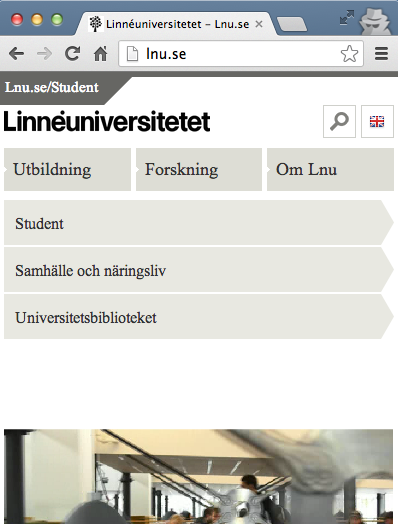 Linnéuniversitetet – Lnu.se
lnu.se
Lnu.se/Student
Linnéuniversitetet
Utbildning
Forskning
Om Lnu
Student
Samhälle och näringsliv
Universitetsbiblioteket